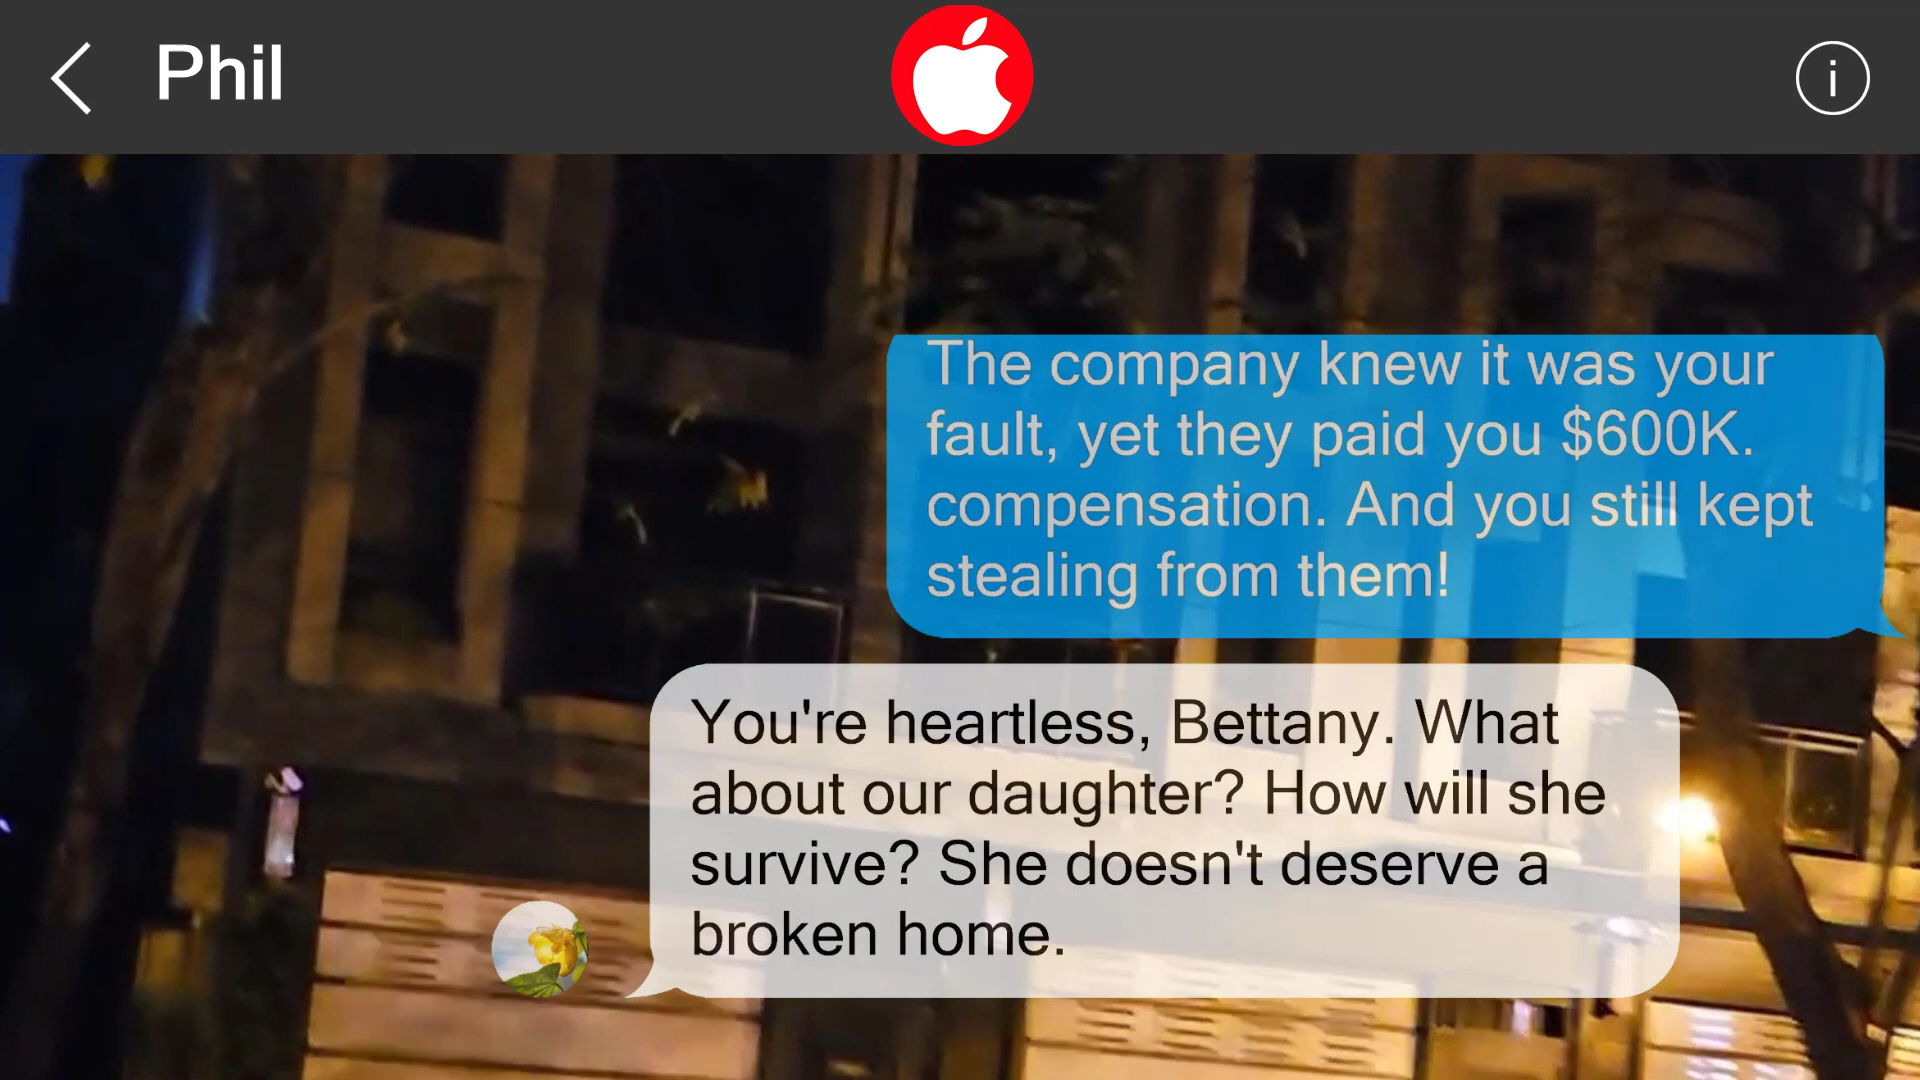 Phil
i
The company knew it was your
fault, yet they paid you $600K.
compensation. And you still kept
stealing from them!
You're heartless, Bettany. What
about our daughter? How will she
survive? She doesn't deserve a
broken home.